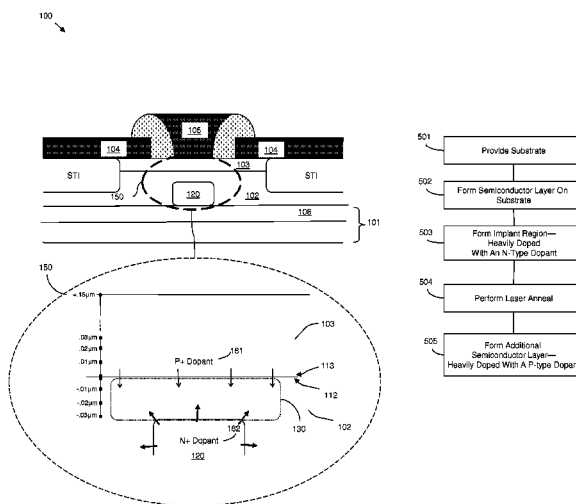 100
105
104
104
103
STI
STI
150
120
102
106
101
150
+.15µm
103
.03µm
.02µm
.01µm
P+ Dopant
161
113
-.01µm
-.02µm
-.03µm
112
102
N+ Dopant
162
130
120
501
Provide Substrate
502
Form Semiconductor Layer On
Substrate
503
Form Implant Region—
Heavily Doped
With An N-Type Dopant
504
Perform Laser Anneal
505
Form Additional
Semiconductor Layer—
Heavily Doped With A P-type Dopant